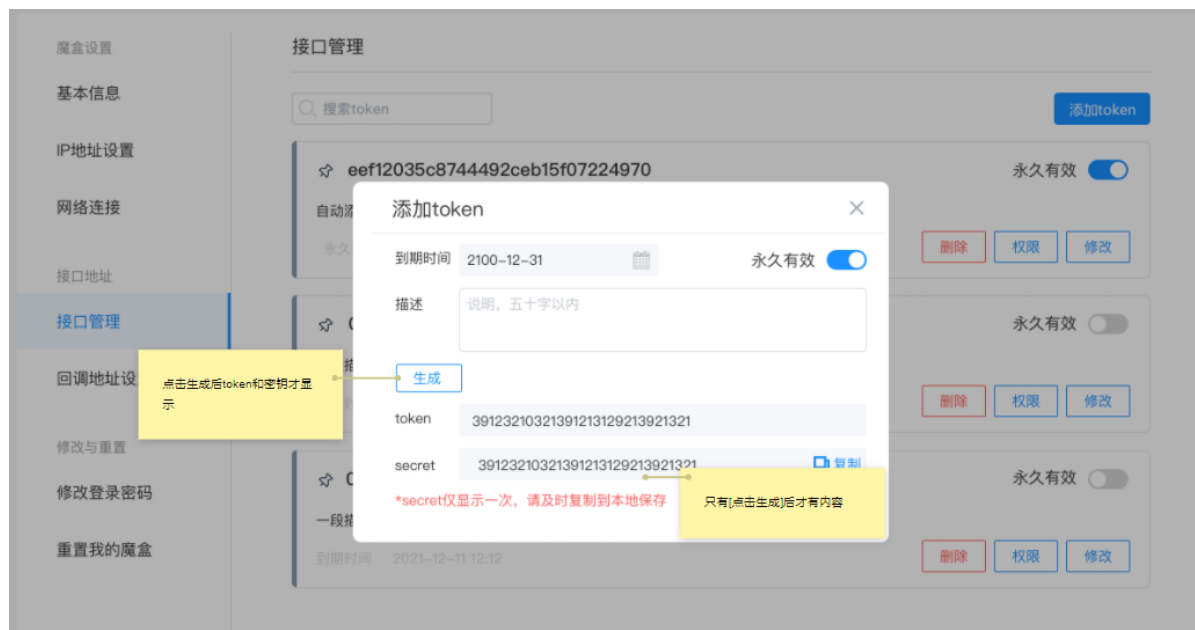 魔盒设置
基本信息
IP地址设置
网络连接
接口地址
接口管理
回调地址设
修改与重置
修改登录密码
重置我的魔盒
接口管理
搜索token
添加token
eef12035c8744492ceb15f07224970
永久有效
自动添
永久
删除
权限
修改
永久有效
删除
权限
修改
永久有效
一段描
到期时间 2021-12-11 12:12
删除
权限
修改
添加token
到期时间 2100-12-31
永久有效
描述
说明，五十字以内
生成
token 39123210321391213129213921321
secret 39123210321391213129213921321
复制
*secret仅显示一次，请及时复制到本地保存
点击生成后token和密钥才显
示
只有[点击生成]后才有内容